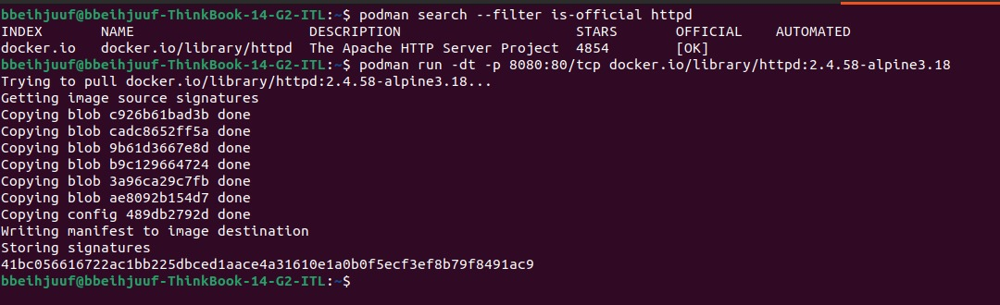 bbeihjuuf@bbeihjuuf-ThinkBook-14-G2-ITL:~$ podman search --filter is-official httpd
INDEX       NAME                     DESCRIPTION                     STARS       OFFICIAL    AUTOMATED
docker.io   docker.io/library/httpd  The Apache HTTP Server Project  4854        [OK]
bbeihjuuf@bbeihjuuf-ThinkBook-14-G2-ITL:~$ podman run -dt -p 8080:80/tcp docker.io/library/httpd:2.4.58-alpine3.18
Trying to pull docker.io/library/httpd:2.4.58-alpine3.18...
Getting image source signatures
Copying blob c926b61bad3b done
Copying blob cadc8652ff5a done
Copying blob 9b61d3667e8d done
Copying blob b9c129664724 done
Copying blob 3a96ca29c7fb done
Copying blob ae8092b154d7 done
Copying config 489db2792d done
Writing manifest to image destination
Storing signatures
41bc056616722ac1bb225dbced1aace4a31610e1a0b0f5ecf3ef8b79f8491ac9
bbeihjuuf@bbeihjuuf-ThinkBook-14-G2-ITL:~$